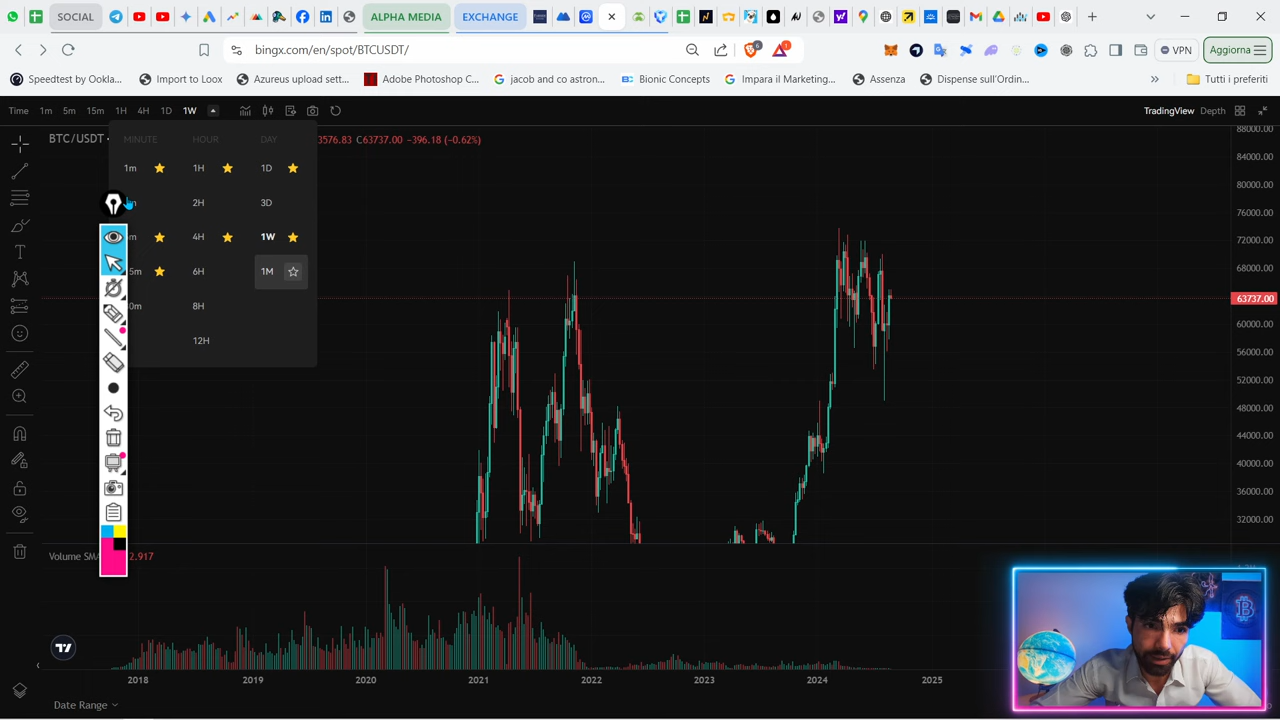 SOCIAL
ALPHA MEDIA
EXCHANGE
bingx.com/en/spot/BTCUSDT/
6
1
VPN
Aggiorna
Speedtest by Ookla...
Import to Loox
Azureus upload sett...
Adobe Photoshop C...
jacob and co astron...
Bionic Concepts
Impara il Marketing...
Assenza
Dispense sull'Ordin...
Tutti i preferiti
Time 1m 5m 15m 1H 4H 1D 1W
TradingView Depth
BTC/USDT
3576.83 C63737.00 −396.18 (−0.62%)
MINUTE HOUR DAY
1m 1H 1D
2H 3D
4H 1W
6H 1M
8H
12H
88000.00
84000.00
80000.00
76000.00
72000.00
68000.00
63737.00
60000.00
56000.00
52000.00
48000.00
44000.00
40000.00
36000.00
32000.00
Volume SM
2.917
2018 2019 2020 2021 2022 2023 2024 2025
Date Range